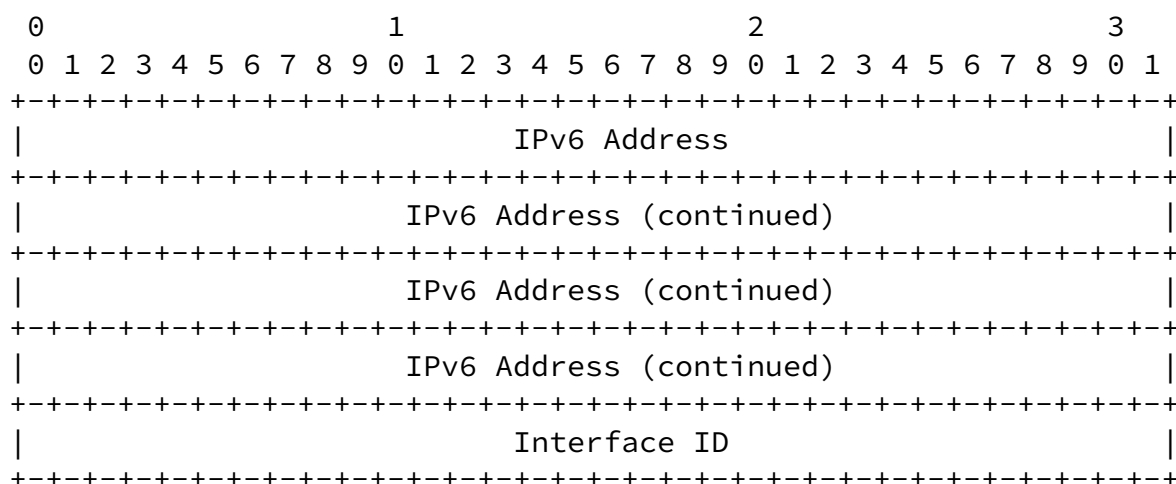 0                   1                   2                   3
0 1 2 3 4 5 6 7 8 9 0 1 2 3 4 5 6 7 8 9 0 1 2 3 4 5 6 7 8 9 0 1
+-+-+-+-+-+-+-+-+-+-+-+-+-+-+-+-+-+-+-+-+-+-+-+-+-+-+-+-+-+-+-+-+
|                           IPv6 Address                        |
+-+-+-+-+-+-+-+-+-+-+-+-+-+-+-+-+-+-+-+-+-+-+-+-+-+-+-+-+-+-+-+-+
|                     IPv6 Address (continued)                  |
+-+-+-+-+-+-+-+-+-+-+-+-+-+-+-+-+-+-+-+-+-+-+-+-+-+-+-+-+-+-+-+-+
|                     IPv6 Address (continued)                  |
+-+-+-+-+-+-+-+-+-+-+-+-+-+-+-+-+-+-+-+-+-+-+-+-+-+-+-+-+-+-+-+-+
|                     IPv6 Address (continued)                  |
+-+-+-+-+-+-+-+-+-+-+-+-+-+-+-+-+-+-+-+-+-+-+-+-+-+-+-+-+-+-+-+-+
|                           Interface ID                        |
+-+-+-+-+-+-+-+-+-+-+-+-+-+-+-+-+-+-+-+-+-+-+-+-+-+-+-+-+-+-+-+-+